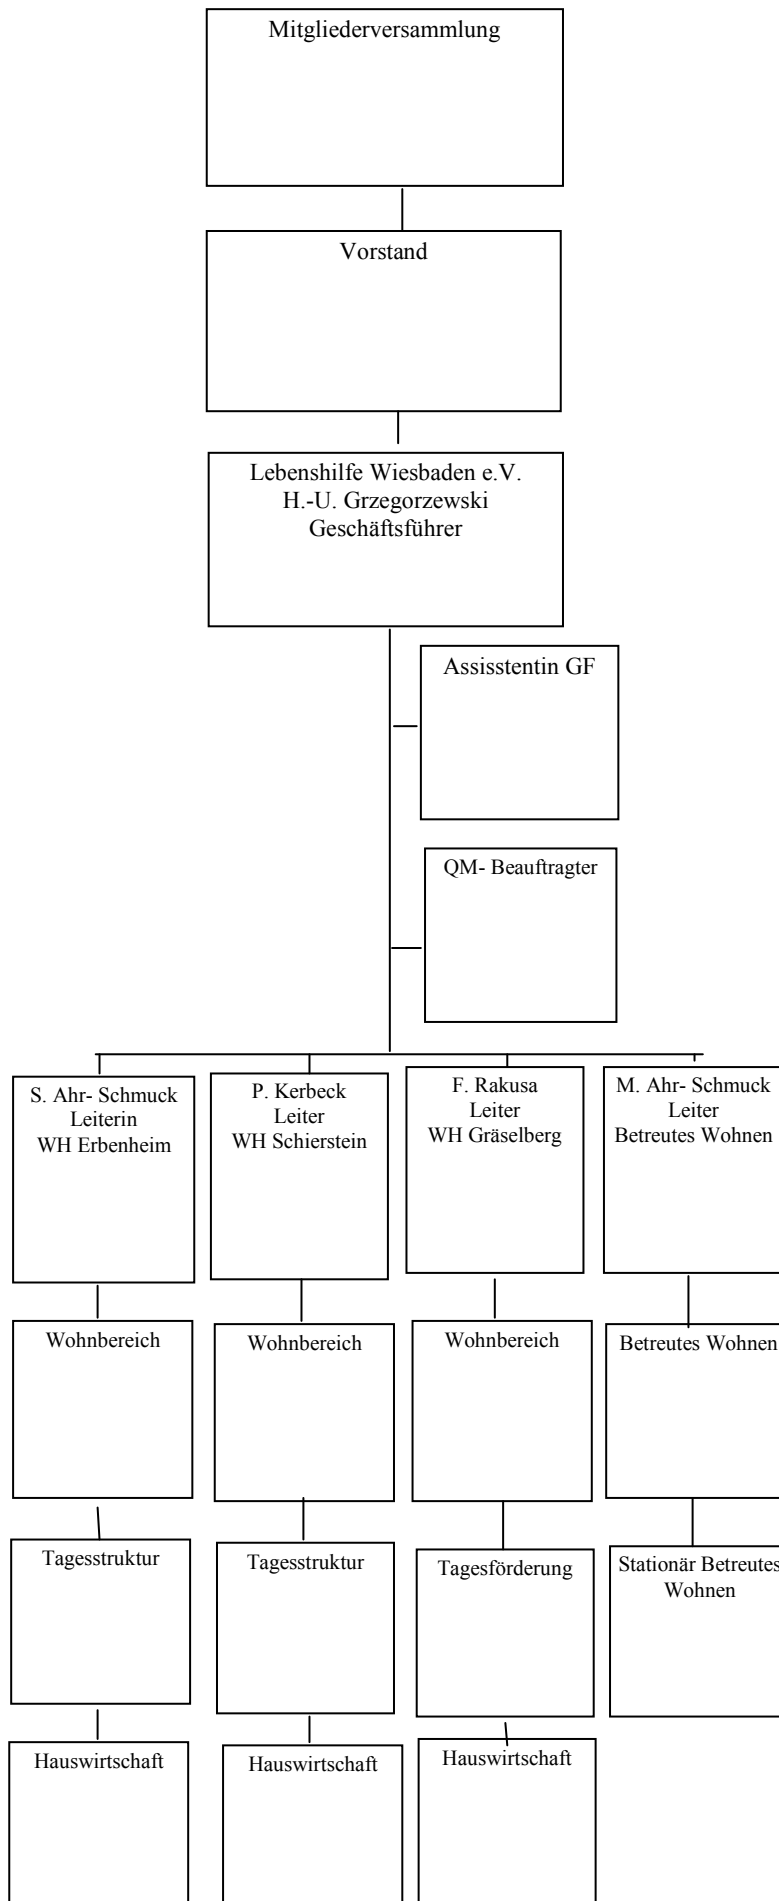 Mitgliederversammlung
Vorstand
Lebenshilfe Wiesbaden e.V.
H.-U. Grzegorzewski
Geschäftsführer
Assisstentin GF
QM- Beauftragter
S. Ahr- Schmuck
Leiterin
WH Erbenheim
P. Kerbeck
Leiter
WH Schierstein
F. Rakusa
Leiter
WH Gräselberg
M. Ahr- Schmuck
Leiter
Betreutes Wohnen
Wohnbereich
Wohnbereich
Wohnbereich
Betreutes Wohnen
Tagesstruktur
Tagesstruktur
Tagesförderung
Stationär Betreutes
Wohnen
Hauswirtschaft
Hauswirtschaft
Hauswirtschaft